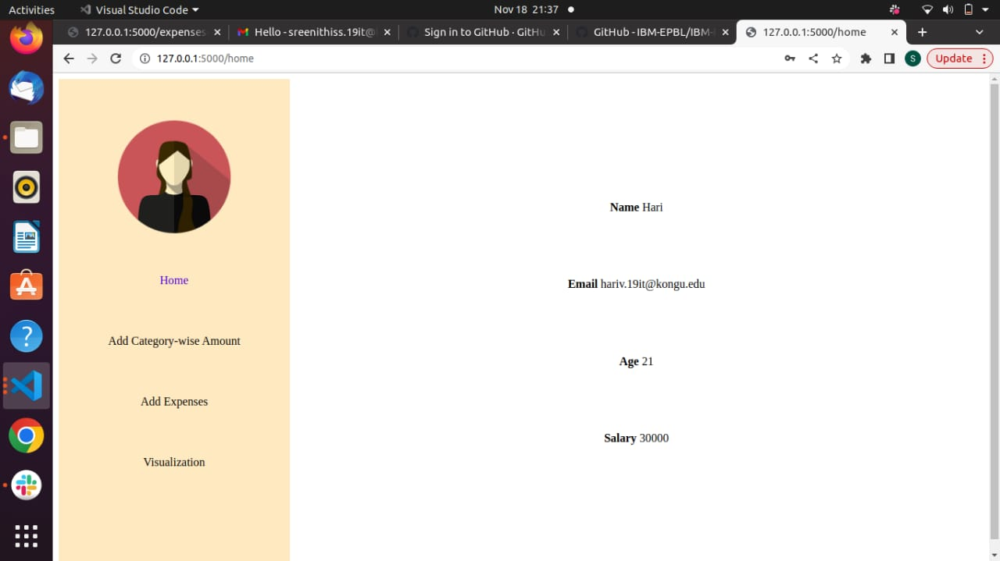 Activities Visual Studio Code Nov 18 21:37
127.0.0.1:5000/expenses Hello - sreenithiss.19it@ Sign in to GitHub · GitHu GitHub - IBM-EPBL/IBM- 127.0.0.1:5000/home
127.0.0.1:5000/home S Update
Name Hari
Home
Email hariv.19it@kongu.edu
Add Category-wise Amount
Age 21
Add Expenses
Salary 30000
Visualization